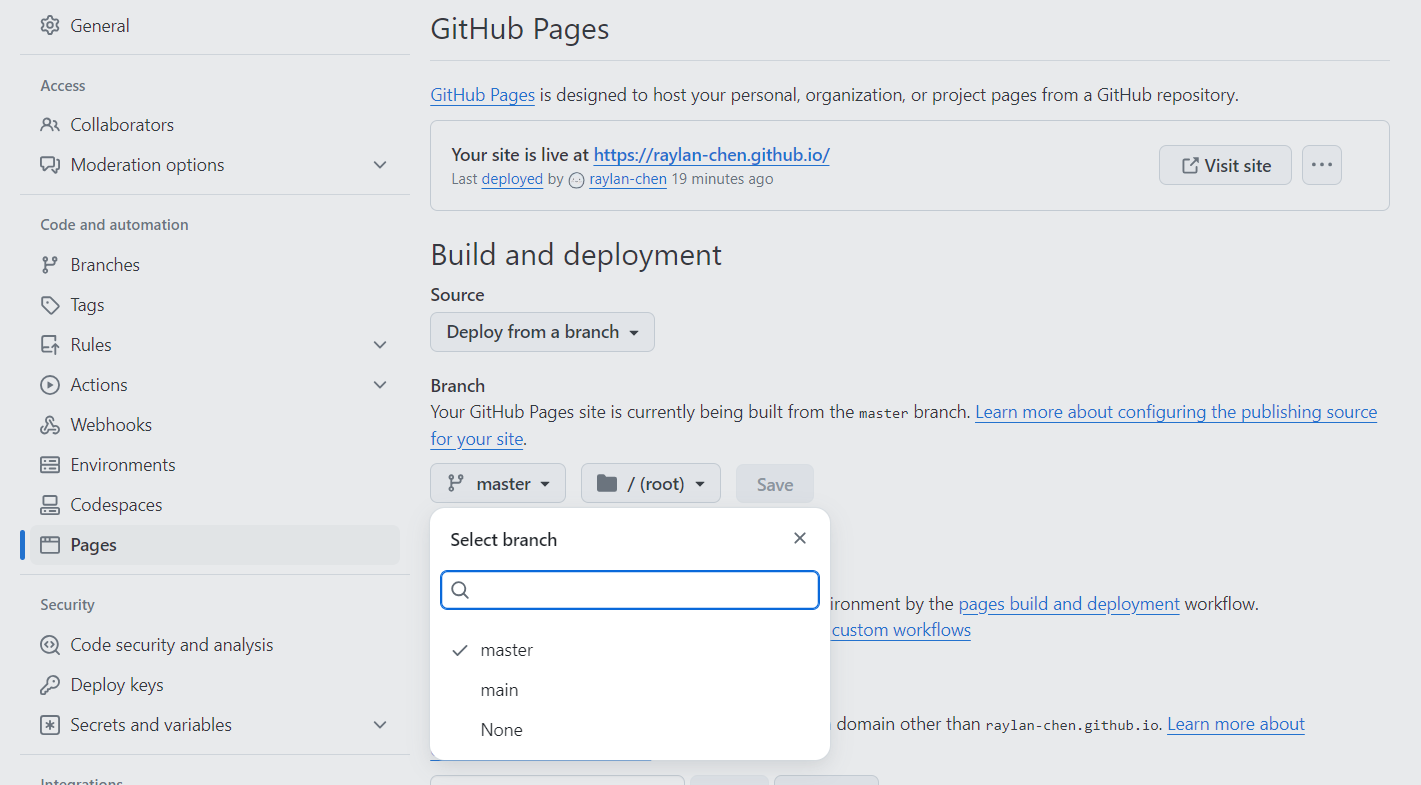 General
Access
Collaborators
Moderation options
Code and automation
Branches
Tags
Rules
Actions
Webhooks
Environments
Codespaces
Pages
Security
Code security and analysis
Deploy keys
Secrets and variables
Integrations
GitHub Pages
GitHub Pages is designed to host your personal, organization, or project pages from a GitHub repository.
Your site is live at https://raylan-chen.github.io/
Last deployed by raylan-chen 19 minutes ago
Visit site
Build and deployment
Source
Deploy from a branch
Branch
Your GitHub Pages site is currently being built from the master branch. Learn more about configuring the publishing source
for your site.
master
/ (root)
Save
Select branch
master
main
None
ironment by the pages build and deployment workflow.
custom workflows
domain other than raylan-chen.github.io. Learn more about